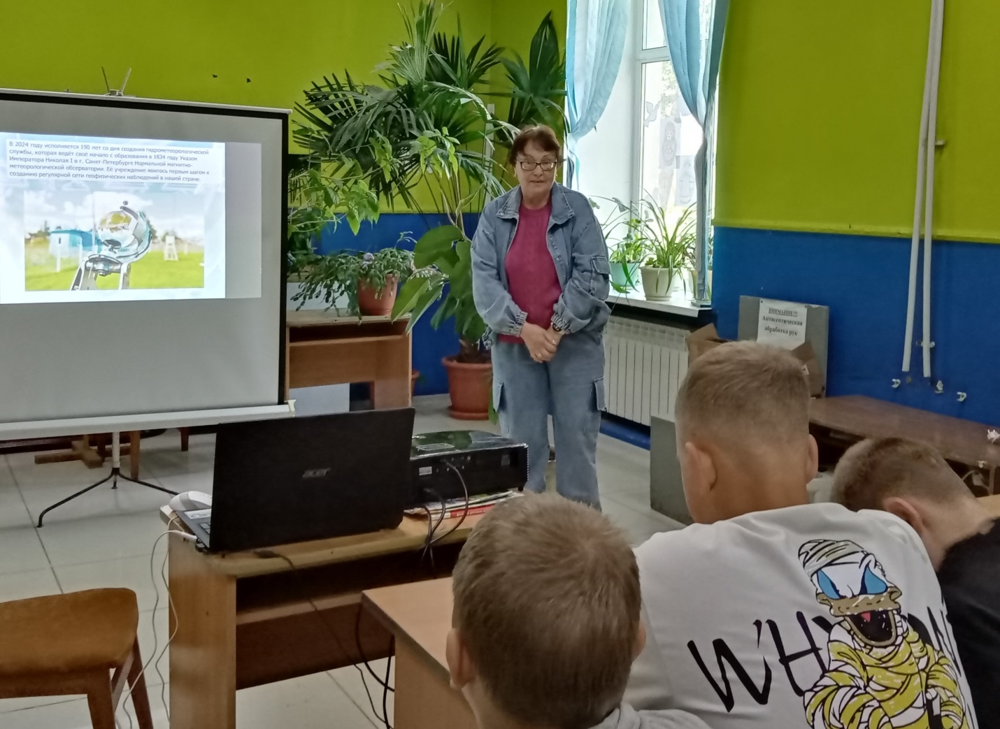 В 2024 году исполняется 190 лет со дня создания гидрометеорологической
службы, которая ведёт своё начало с образования в 1834 году Указом
Императора Николая I в г. Санкт-Петербурге Нормальной магнитно-
метеорологической обсерватории. Её учреждение явилось первым шагом к
созданию регулярной сети геофизических наблюдений в нашей стране.
ВНИМАНИЕ!!!
Антисептическая
обработка рук
acer